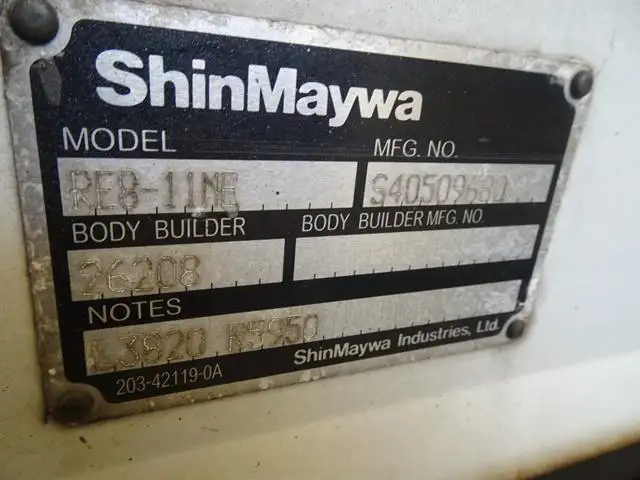 ShinMaywa
MODEL
MFG. NO.
RE8-11NB
S40509680
BODY BUILDER
BODY BUILDER MFG. NO.
26208
NOTES
L3820 R5950
ShinMaywa Industries, Ltd.
203-42119-0A